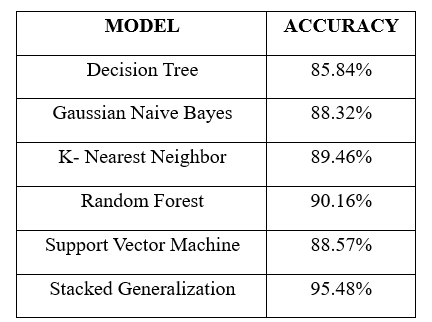 MODEL ACCURACY
Decision Tree 85.84%
Gaussian Naive Bayes 88.32%
K- Nearest Neighbor 89.46%
Random Forest 90.16%
Support Vector Machine 88.57%
Stacked Generalization 95.48%